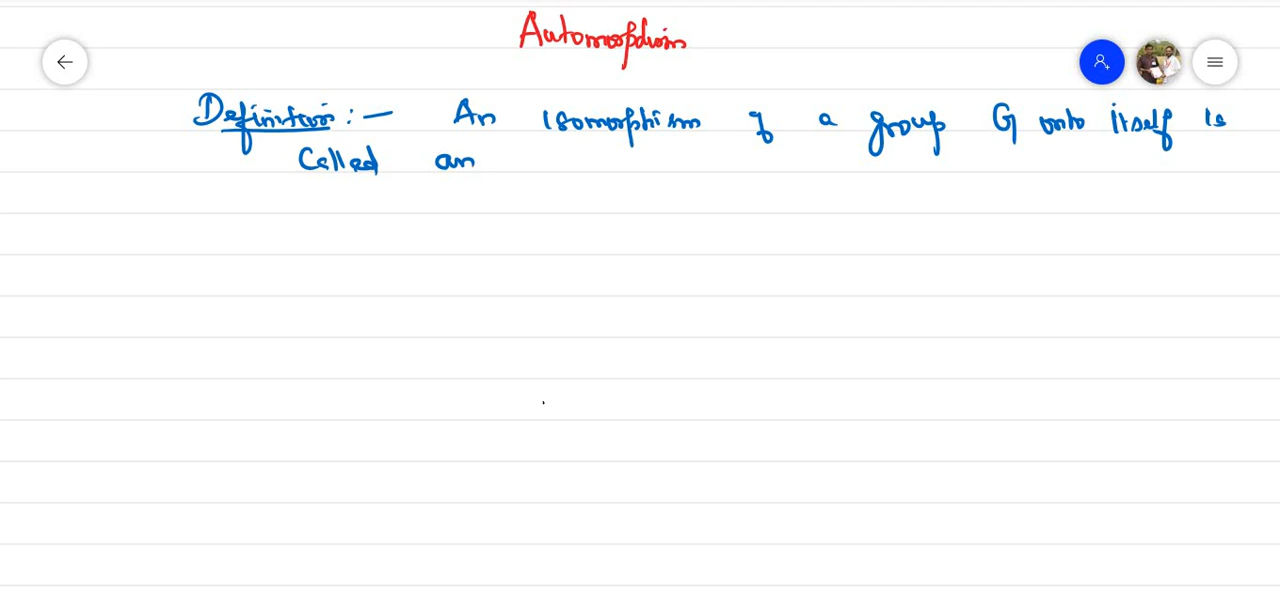 Automorphism
Definition :- An isomorphism of a group G onto itself is
called an